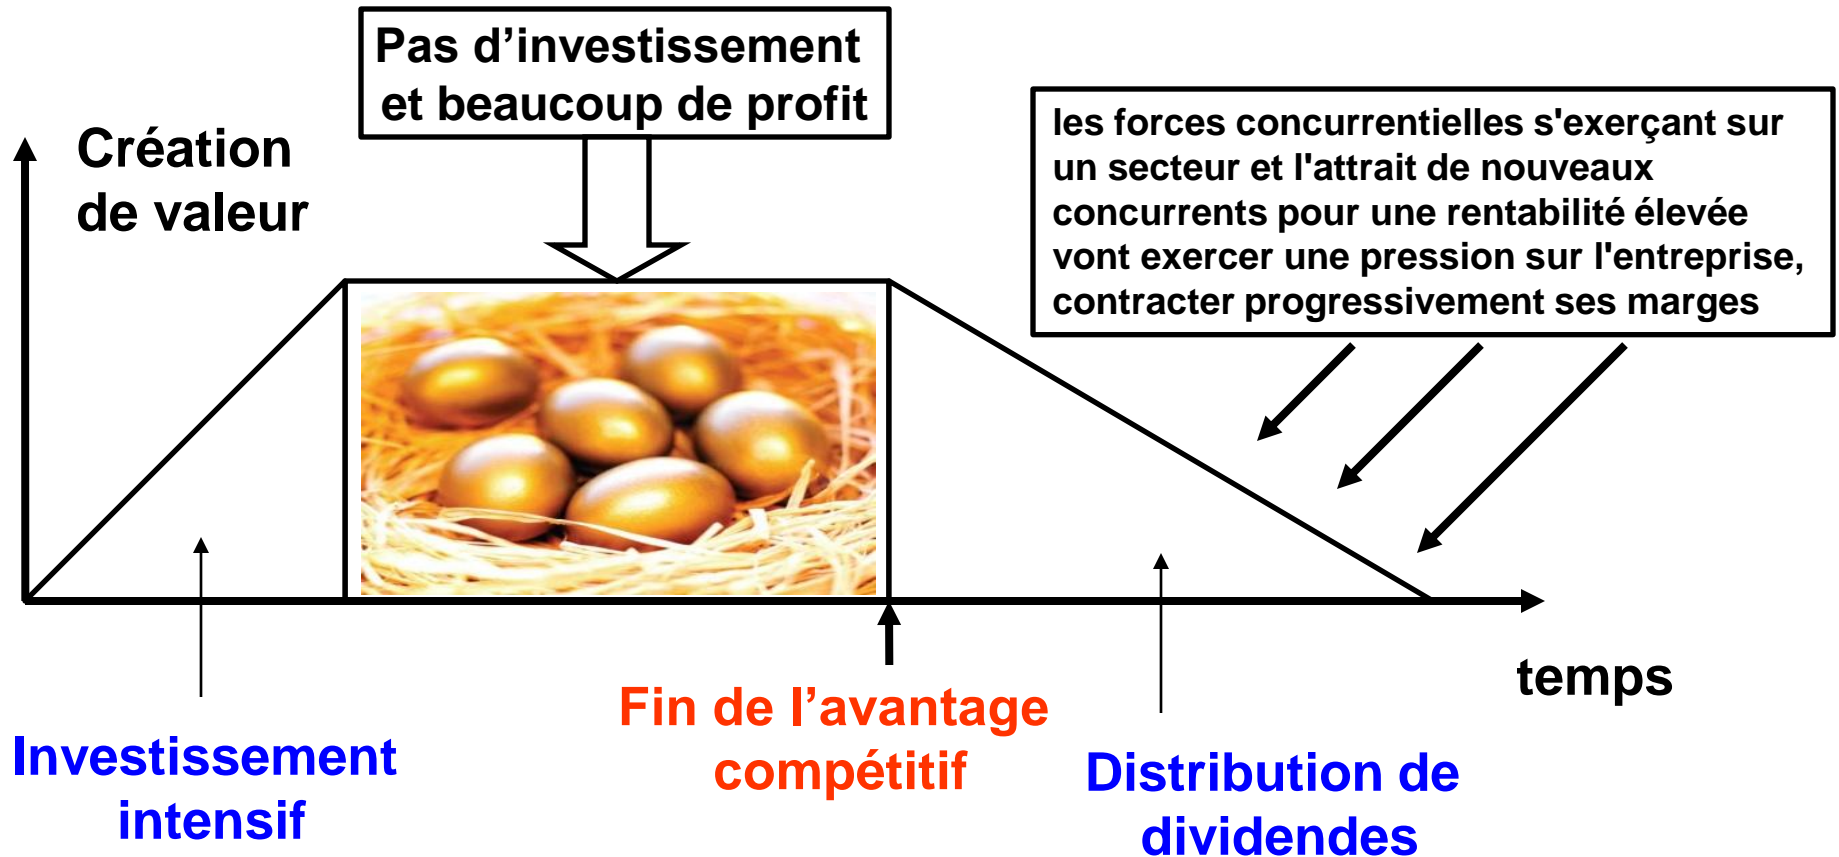 Pas d’investissement
et beaucoup de profit
Création
de valeur
les forces concurrentielles s'exerçant sur
un secteur et l'attrait de nouveaux
concurrents pour une rentabilité élevée
vont exercer une pression sur l'entreprise,
contracter progressivement ses marges
temps
Fin de l’avantage
compétitif
Investissement
intensif
Distribution de
dividendes